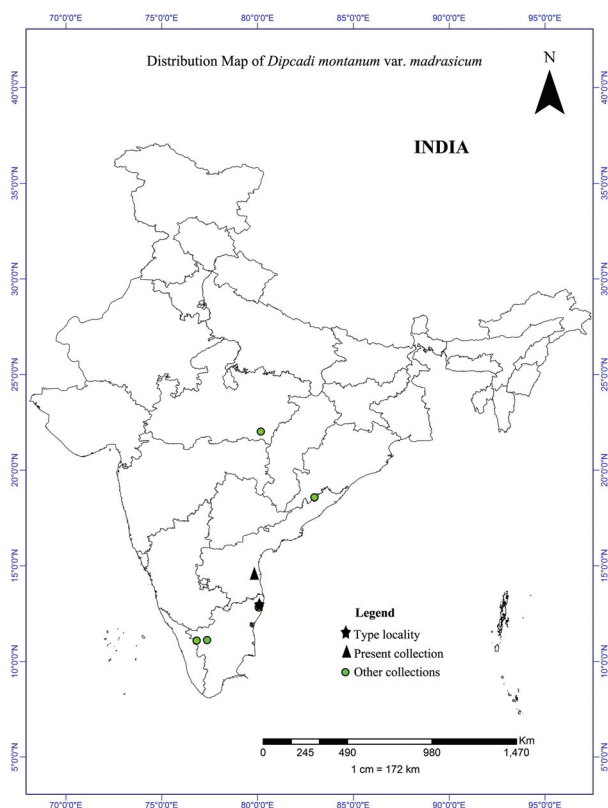 70°0'0"E 75°0'0"E 80°0'0"E 85°0'0"E 90°0'0"E 95°0'0"E
Distribution Map of Dipcadi montanum var. madrasicum
N
INDIA
40°0'0"N 40°0'0"N
35°0'0"N 35°0'0"N
30°0'0"N 30°0'0"N
25°0'0"N 25°0'0"N
20°0'0"N 20°0'0"N
15°0'0"N 15°0'0"N
10°0'0"N 10°0'0"N
5°0'0"N 5°0'0"N
Legend
Type locality
Present collection
Other collections
Km
0 245 490 980 1,470
1 cm = 172 km
70°0'0"E 75°0'0"E 80°0'0"E 85°0'0"E 90°0'0"E 95°0'0"E